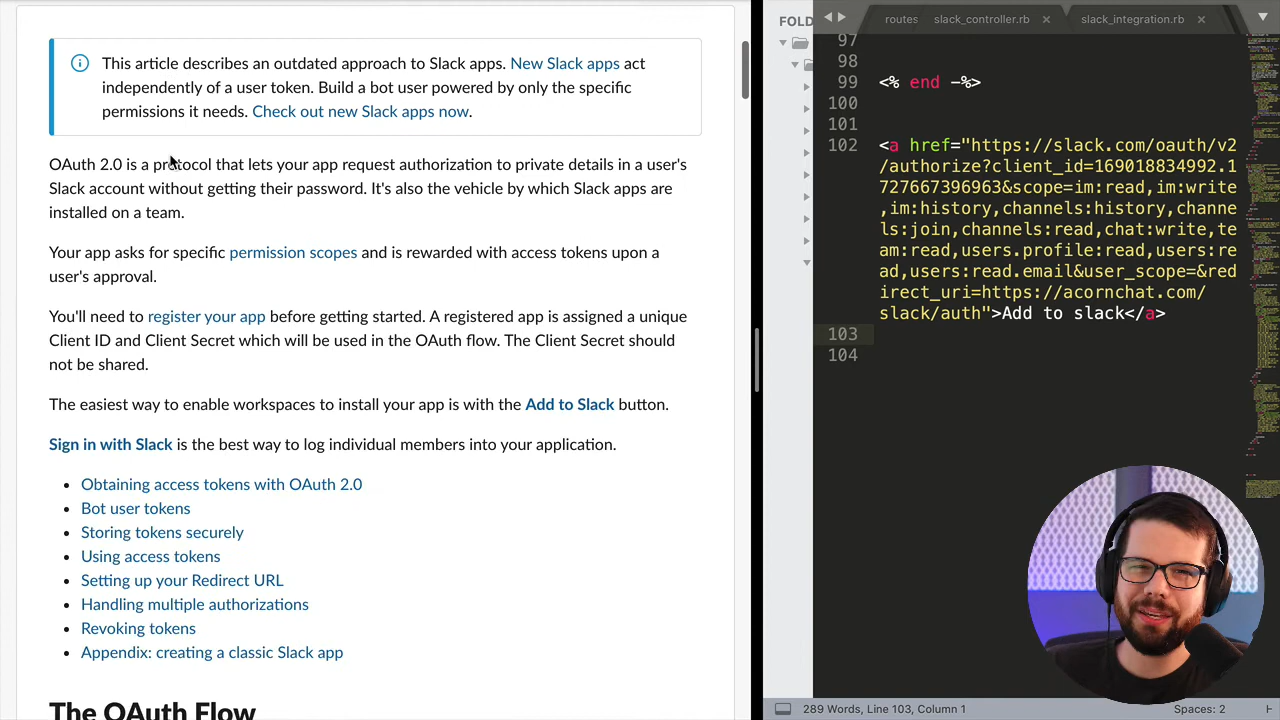 This article describes an outdated approach to Slack apps. New Slack apps act
independently of a user token. Build a bot user powered by only the specific
permissions it needs. Check out new Slack apps now.
OAuth 2.0 is a protocol that lets your app request authorization to private details in a user's
Slack account without getting their password. It's also the vehicle by which Slack apps are
installed on a team.
Your app asks for specific permission scopes and is rewarded with access tokens upon a
user's approval.
You'll need to register your app before getting started. A registered app is assigned a unique
Client ID and Client Secret which will be used in the OAuth flow. The Client Secret should
not be shared.
The easiest way to enable workspaces to install your app is with the Add to Slack button.
Sign in with Slack is the best way to log individual members into your application.
Obtaining access tokens with OAuth 2.0
Bot user tokens
Storing tokens securely
Using access tokens
Setting up your Redirect URL
Handling multiple authorizations
Revoking tokens
Appendix: creating a classic Slack app
The OAuth Flow
FOLD
routes slack_controller.rb × slack_integration.rb ×
97
98
99 <% end -%>
100
101
102 <a href="https://slack.com/oauth/v2
/authorize?client_id=169018834992.1
727667396963&scope=im:read,im:write
,im:history,channels:history,channe
ls:join,channels:read,chat:write,te
am:read,users.profile:read,users:re
ad,users:read.email&user_scope=&red
irect_uri=https://acornchat.com/
slack/auth">Add to slack</a>
103
104
289 Words, Line 103, Column 1 Spaces: 2